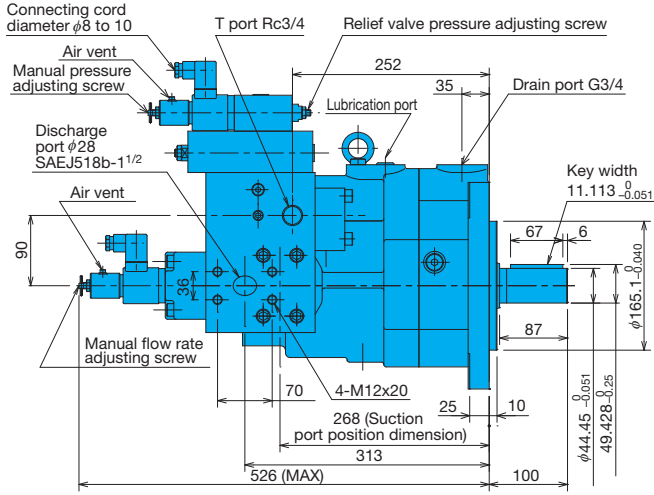 Connecting cord
diameter φ8 to 10
T port Rc3/4
Relief valve pressure adjusting screw
Air vent
Manual pressure
adjusting screw
252
35
Drain port G3/4
Lubrication port
Discharge
port φ28
SAEJ518b-1 1/2
Key width
11.113 0 -0.051
Air vent
67
6
90
36
φ165.1 0 -0.040
87
Manual flow rate
adjusting screw
70
4-M12x20
25
10
268 (Suction
port position dimension)
φ44.45 0 -0.051
49.428 0 -0.25
313
526 (MAX)
100